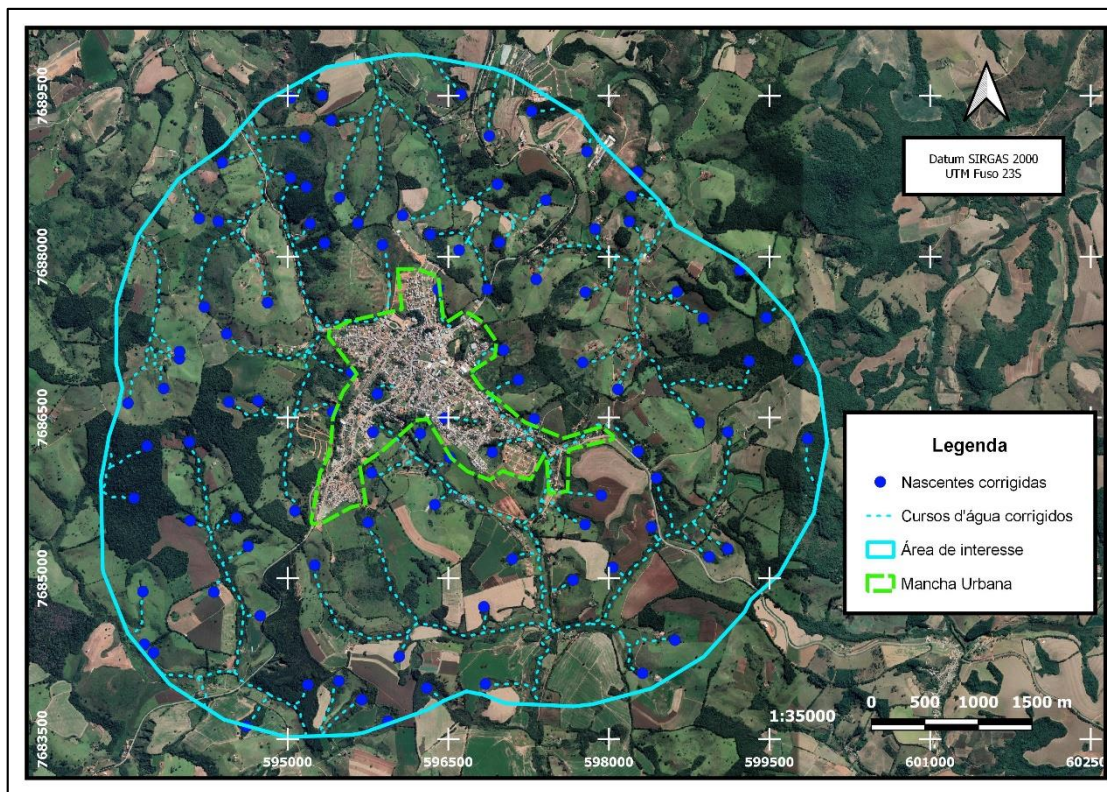 7689500
7688000
7686500
7685000
7683500
Datum SIRGAS 2000
UTM Fuso 23S
Legenda
Nascentes corrigidas
Cursos d'água corrigidos
Área de interesse
Mancha Urbana
1:35000
0 500 1000 1500 m
595000 596500 598000 599500 601000 602500